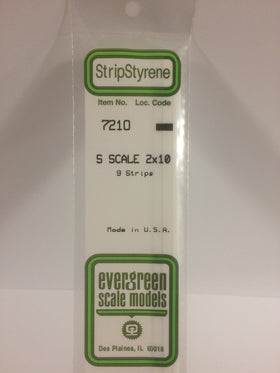 StripStyrene
Item No. Loc. Code
7210
S SCALE 2x10
9 Strips
Made in U.S.A.
evergreen
scale models
Des Plaines, IL 60018